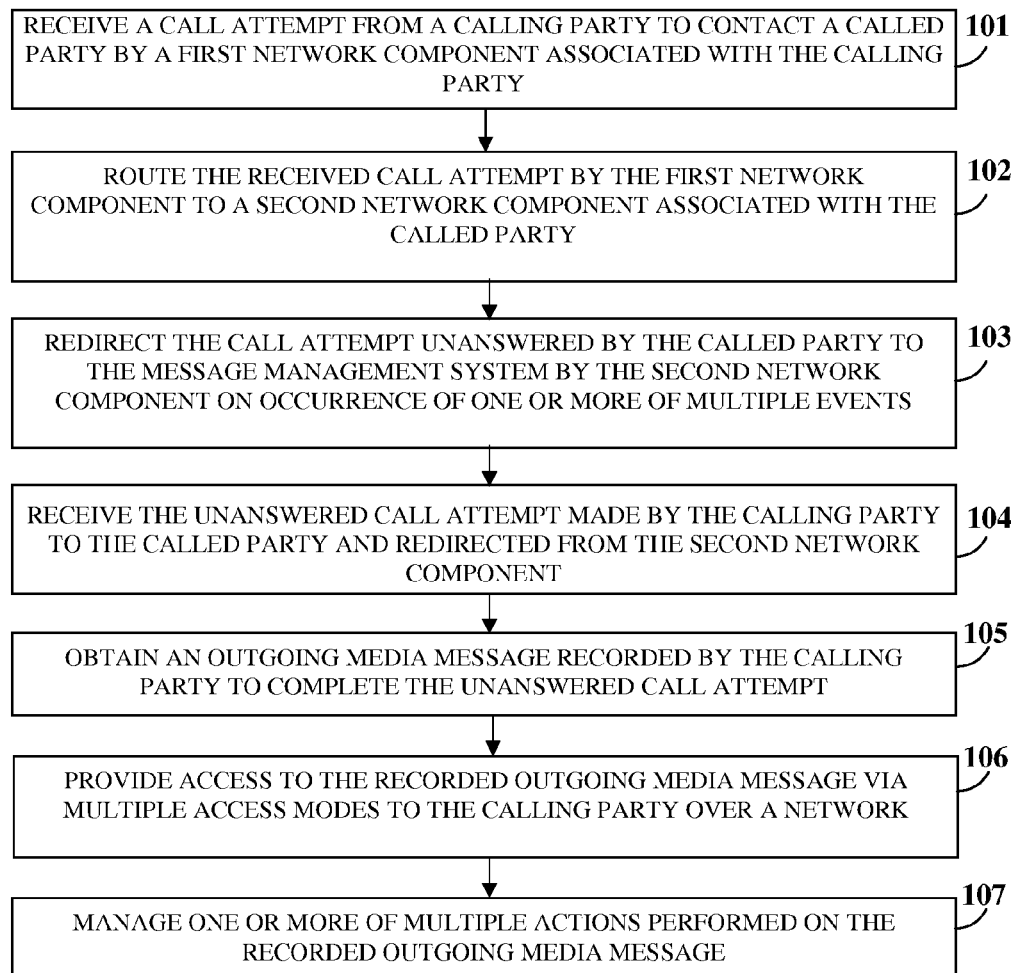 RECEIVE A CALL ATTEMPT FROM A CALLING PARTY TO CONTACT A CALLED
PARTY BY A FIRST NETWORK COMPONENT ASSOCIATED WITH THE CALLING
PARTY
101
ROUTE THE RECEIVED CALL ATTEMPT BY THE FIRST NETWORK
COMPONENT TO A SECOND NETWORK COMPONENT ASSOCIATED WITH THE
CALLED PARTY
102
REDIRECT THE CALL ATTEMPT UNANSWERED BY THE CALLED PARTY TO
THE MESSAGE MANAGEMENT SYSTEM BY THE SECOND NETWORK
COMPONENT ON OCCURRENCE OF ONE OR MORE OF MULTIPLE EVENTS
103
RECEIVE THE UNANSWERED CALL ATTEMPT MADE BY THE CALLING PARTY
TO THE CALLED PARTY AND REDIRECTED FROM THE SECOND NETWORK
COMPONENT
104
OBTAIN AN OUTGOING MEDIA MESSAGE RECORDED BY THE CALLING
PARTY TO COMPLETE THE UNANSWERED CALL ATTEMPT
105
PROVIDE ACCESS TO THE RECORDED OUTGOING MEDIA MESSAGE VIA
MULTIPLE ACCESS MODES TO THE CALLING PARTY OVER A NETWORK
106
MANAGE ONE OR MORE OF MULTIPLE ACTIONS PERFORMED ON THE
RECORDED OUTGOING MEDIA MESSAGE
107